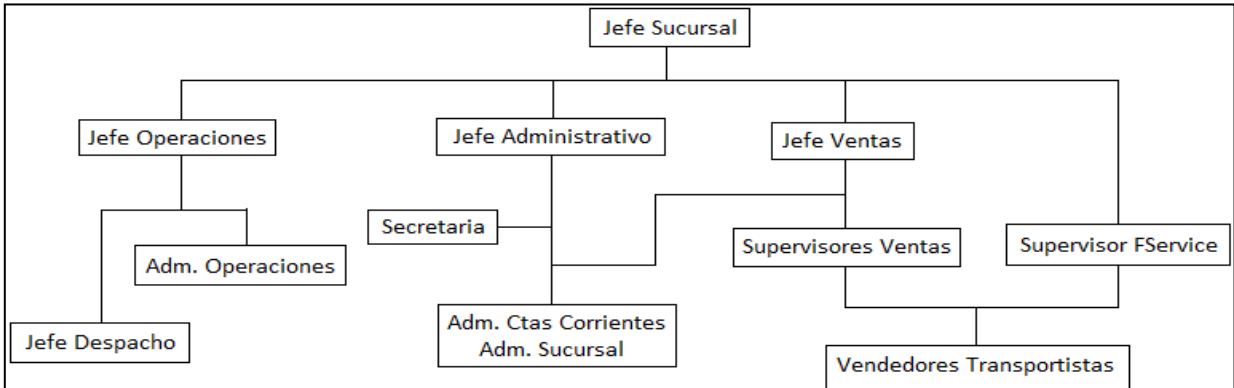 Jefe Sucursal
Jefe Operaciones
Jefe Administrativo
Jefe Ventas
Secretaria
Supervisores Ventas
Supervisor FService
Adm. Operaciones
Jefe Despacho
Adm. Ctas Corrientes
Adm. Sucursal
Vendedores Transportistas